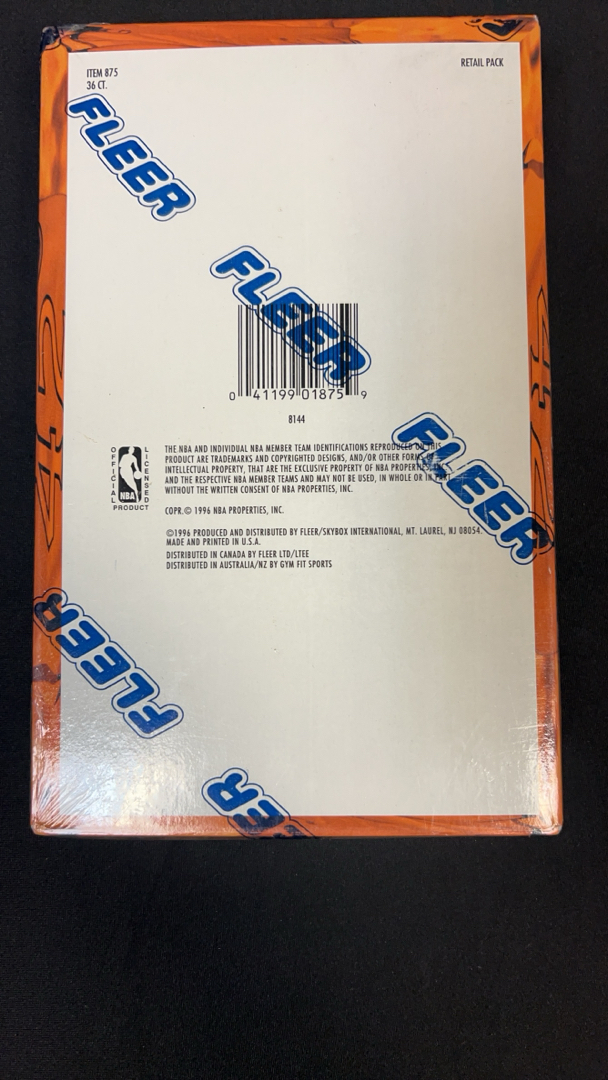 ITEM 875
36 CT.
RETAIL PACK
FLEER
FLEER
0 41199 01875 9
8144
FLEER
OFFICIAL LICENSED PRODUCT
NBA
THE NBA AND INDIVIDUAL NBA MEMBER TEAM IDENTIFICATIONS REPRODUCED ON THIS
PRODUCT ARE TRADEMARKS AND COPYRIGHTED DESIGNS, AND/OR OTHER FORMS OF
INTELLECTUAL PROPERTY, THAT ARE THE EXCLUSIVE PROPERTY OF NBA PROPERTIES, INC.
AND THE RESPECTIVE NBA MEMBER TEAMS AND MAY NOT BE USED, IN WHOLE OR IN PART
WITHOUT THE WRITTEN CONSENT OF NBA PROPERTIES, INC.
COPR.© 1996 NBA PROPERTIES, INC.
©1996 PRODUCED AND DISTRIBUTED BY FLEER/SKYBOX INTERNATIONAL, MT. LAUREL, NJ 08054.
MADE AND PRINTED IN U.S.A.
DISTRIBUTED IN CANADA BY FLEER LTD/LTEE
DISTRIBUTED IN AUSTRALIA/NZ BY GYM FIT SPORTS
FLEER